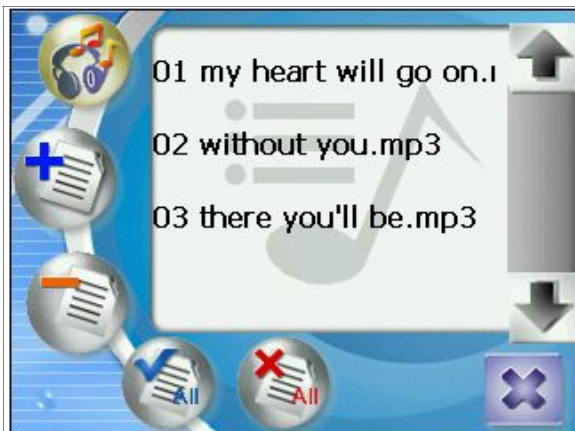 01 my heart will go on.
02 without you.mp3
03 there you'll be.mp3
All
All